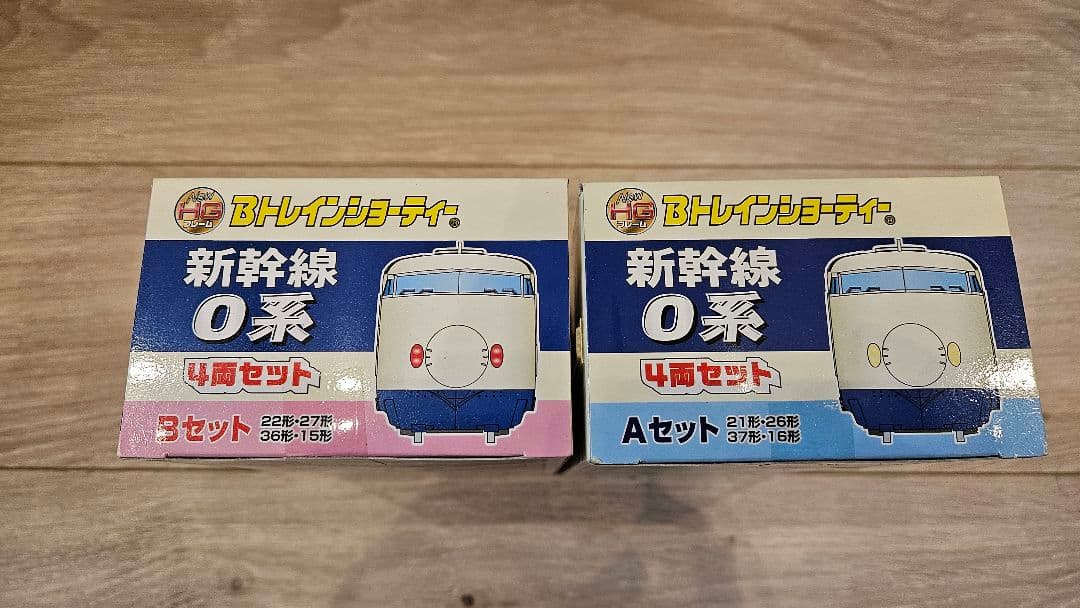 New
HG
フレーム
Bトレインショーティー®
新幹線
0系
4両セット
Bセット
22形・27形
36形・15形
New
HG
フレーム
Bトレインショーティー®
新幹線
0系
4両セット
Aセット
21形・26形
37形・16形